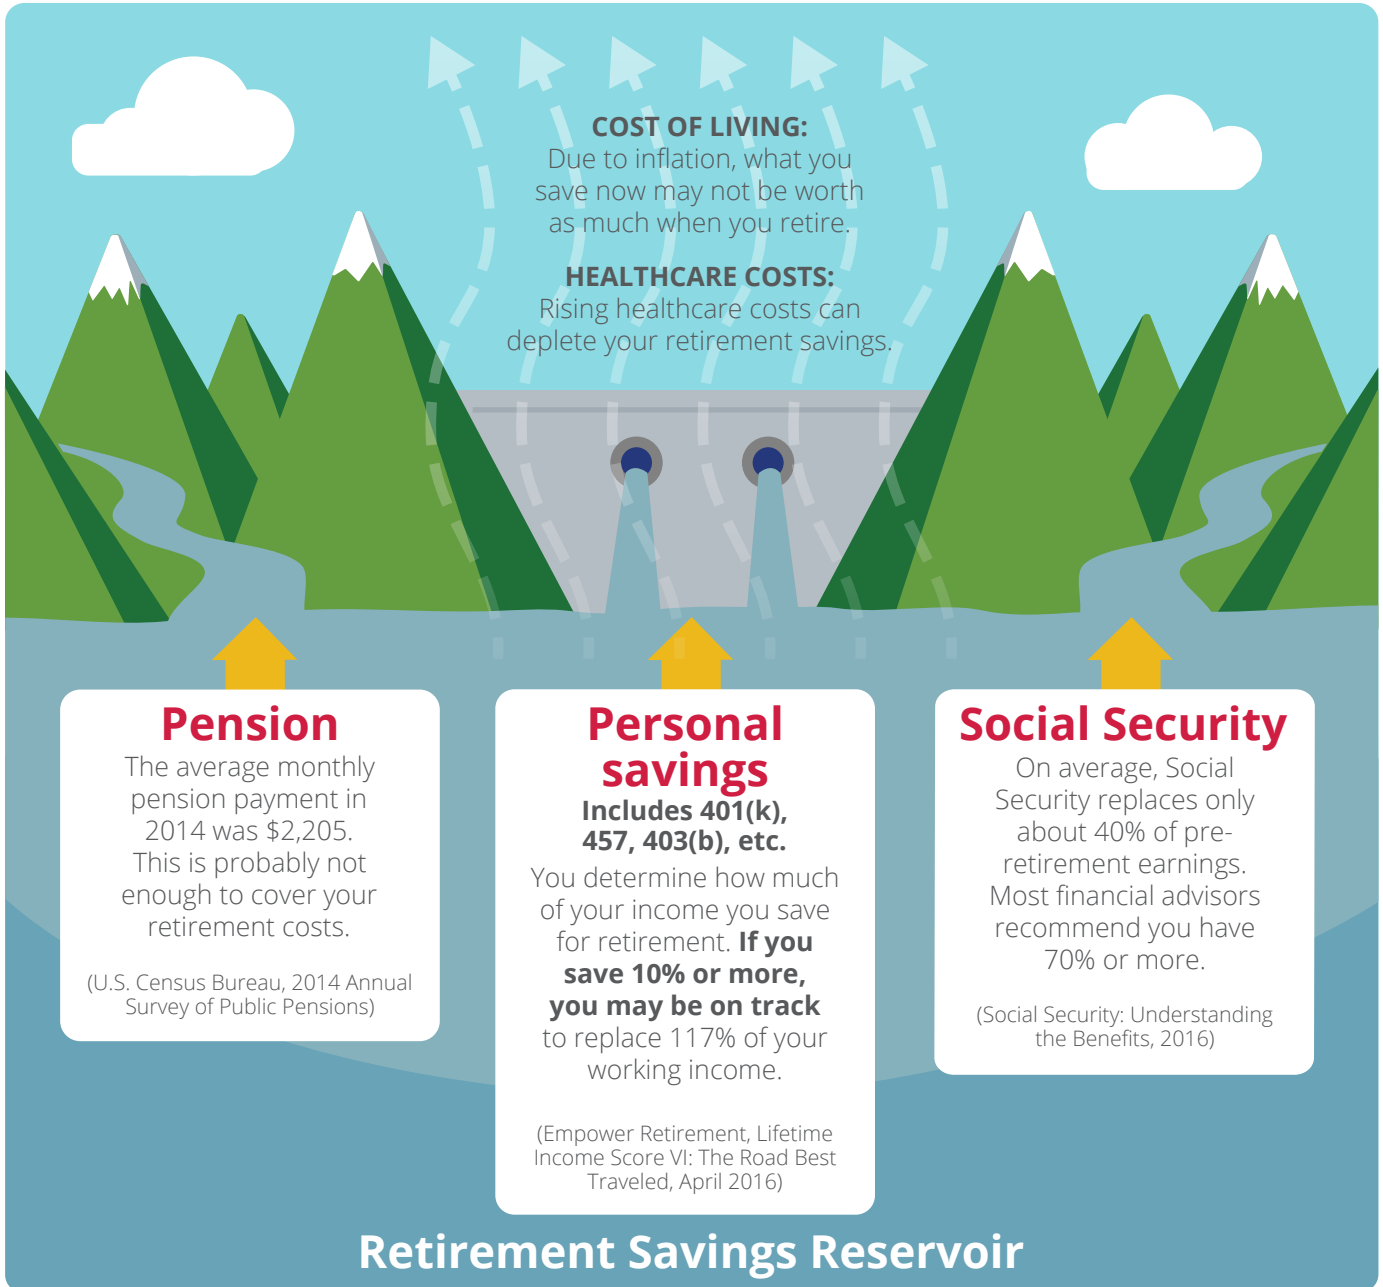 COST OF LIVING:
Due to inflation, what you
save now may not be worth
as much when you retire.
HEALTHCARE COSTS:
Rising healthcare costs can
deplete your retirement savings.
Pension
The average monthly
pension payment in
2014 was $2,205.
This is probably not
enough to cover your
retirement costs.
(U.S. Census Bureau, 2014 Annual
Survey of Public Pensions)
Personal
savings
Includes 401(k),
457, 403(b), etc.
You determine how much
of your income you save
for retirement. If you
save 10% or more,
you may be on track
to replace 117% of your
working income.
(Empower Retirement, Lifetime
Income Score VI: The Road Best
Traveled, April 2016)
Social Security
On average, Social
Security replaces only
about 40% of pre-
retirement earnings.
Most financial advisors
recommend you have
70% or more.
(Social Security: Understanding
the Benefits, 2016)
Retirement Savings Reservoir